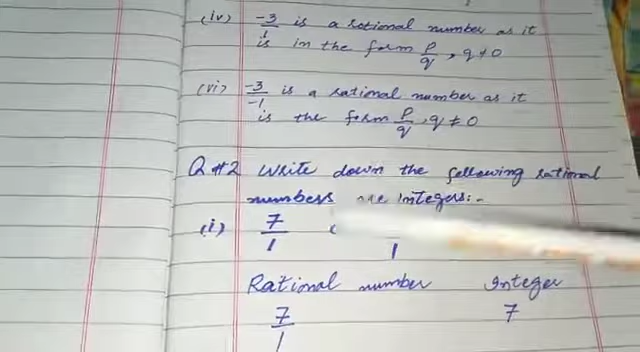 (iv) -3/1 is a rational number as it
is in the form p/q, q≠0
(vi) -3/-1 is a rational number as it
is the form p/q, q≠0
Q#2 Write down the following rational
numbers are integers:-
(i) 7/1 ( 1
Rational number Integer
7/1 7